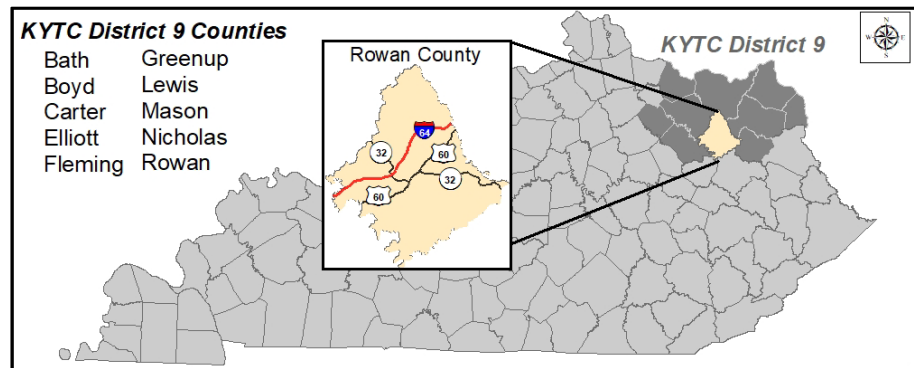 KYTC District 9 Counties
Bath Greenup
Boyd Lewis
Carter Mason
Elliott Nicholas
Fleming Rowan
Rowan County
64
32
60
32
60
KYTC District 9
N
W E
S